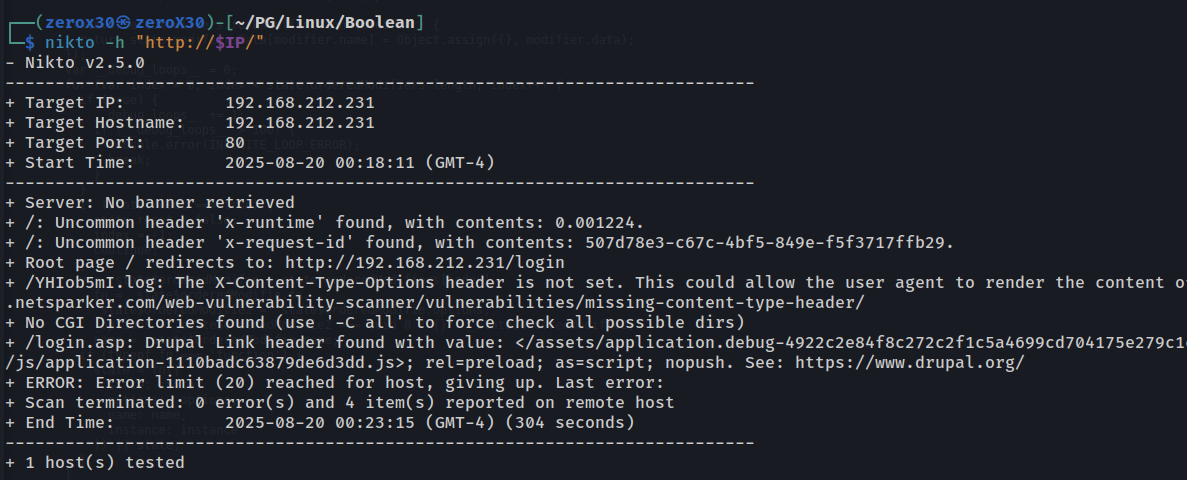 ┌──(zerox30㉿zeroX30)-[~/PG/Linux/Boolean]
└─$ nikto -h "http://$IP/"
- Nikto v2.5.0
---------------------------------------------------------------------------
+ Target IP:          192.168.212.231
+ Target Hostname:    192.168.212.231
+ Target Port:        80
+ Start Time:         2025-08-20 00:18:11 (GMT-4)
---------------------------------------------------------------------------
+ Server: No banner retrieved
+ /: Uncommon header 'x-runtime' found, with contents: 0.001224.
+ /: Uncommon header 'x-request-id' found, with contents: 507d78e3-c67c-4bf5-849e-f5f3717ffb29.
+ Root page / redirects to: http://192.168.212.231/login
+ /YHIob5mI.log: The X-Content-Type-Options header is not set. This could allow the user agent to render the content o
.netsparker.com/web-vulnerability-scanner/vulnerabilities/missing-content-type-header/
+ No CGI Directories found (use '-C all' to force check all possible dirs)
+ /login.asp: Drupal Link header found with value: </assets/application.debug-4922c2e84f8c272c2f1c5a4699cd704175e279c1
/js/application-1110badc63879de6d3dd.js>; rel=preload; as=script; nopush. See: https://www.drupal.org/
+ ERROR: Error limit (20) reached for host, giving up. Last error:
+ Scan terminated: 0 error(s) and 4 item(s) reported on remote host
+ End Time:           2025-08-20 00:23:15 (GMT-4) (304 seconds)
---------------------------------------------------------------------------
+ 1 host(s) tested